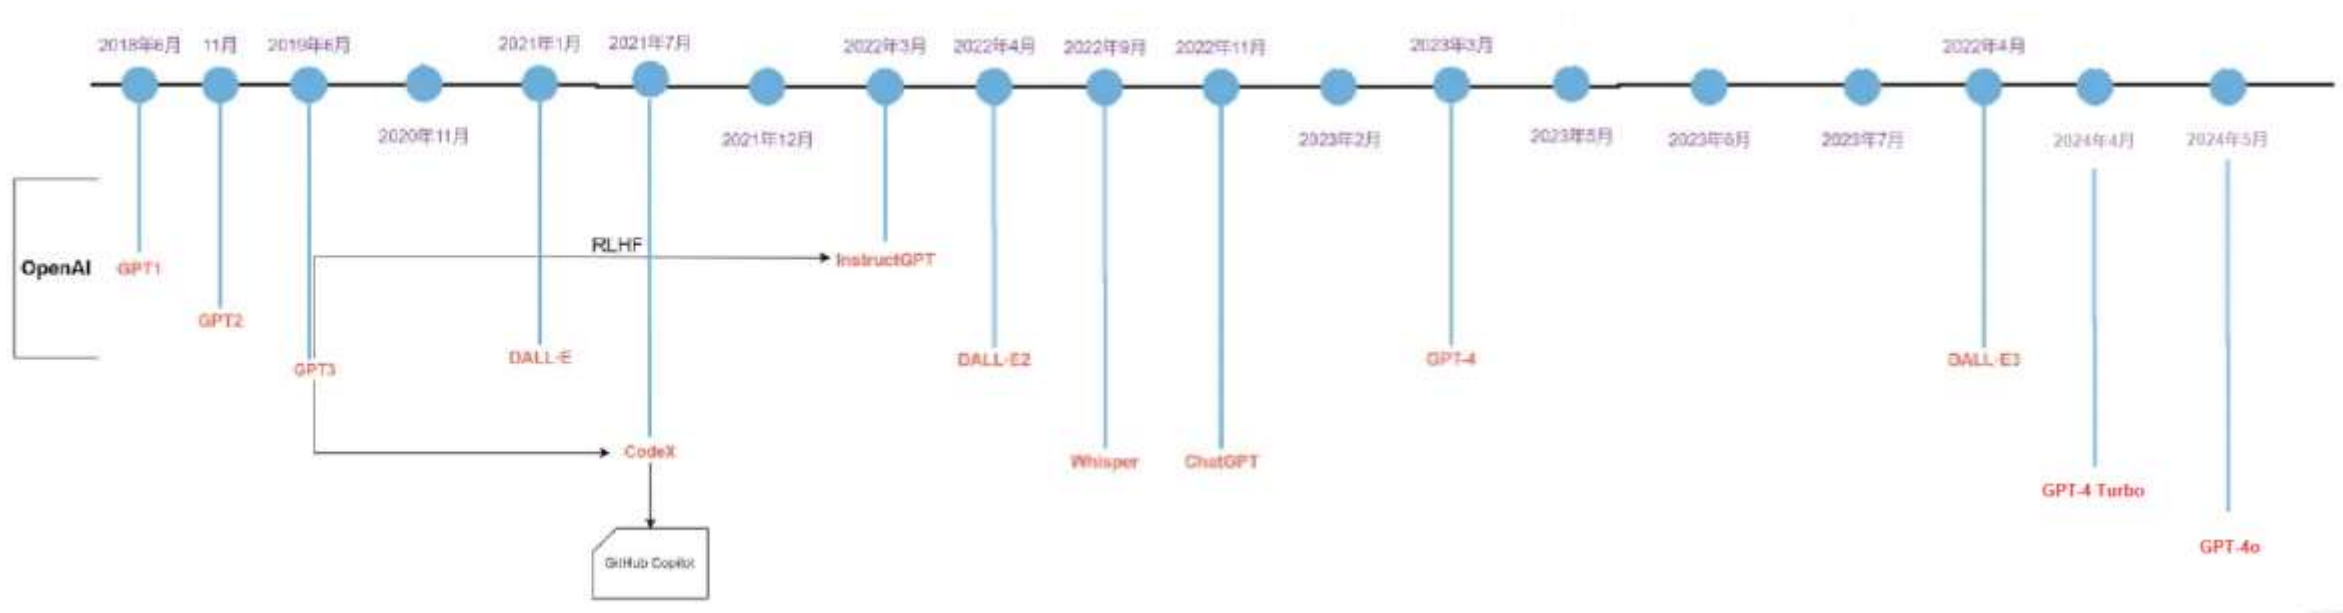 2018年6月
11月
2019年6月
2021年1月
2021年7月
2022年3月
2022年4月
2022年9月
2022年11月
2023年3月
2022年4月
2020年11月
2021年12月
2023年2月
2023年5月
2023年6月
2023年7月
2024年4月
2024年5月
OpenAI
RLHF
GPT1
InstructGPT
GPT2
GPT3
DALL-E
DALL-E2
GPT-4
DALL-E3
CodeX
Whisper
ChatGPT
GPT-4 Turbo
GPT-4o
GitHub Copilot